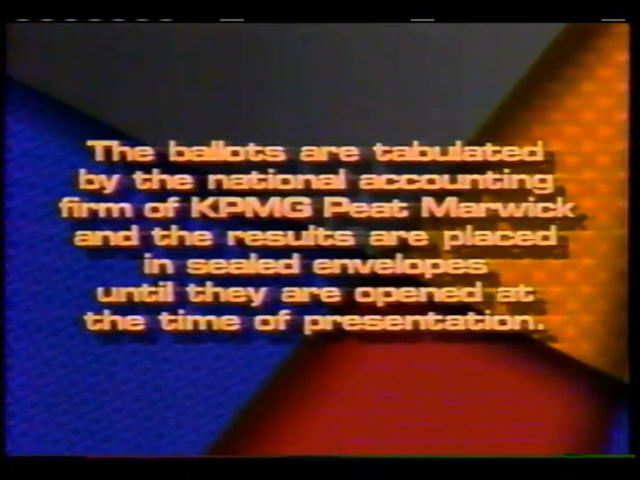 The ballots are tabulated
by the national accounting
firm of KPMG Peat Marwick
and the results are placed
in sealed envelopes
until they are opened at
the time of presentation.